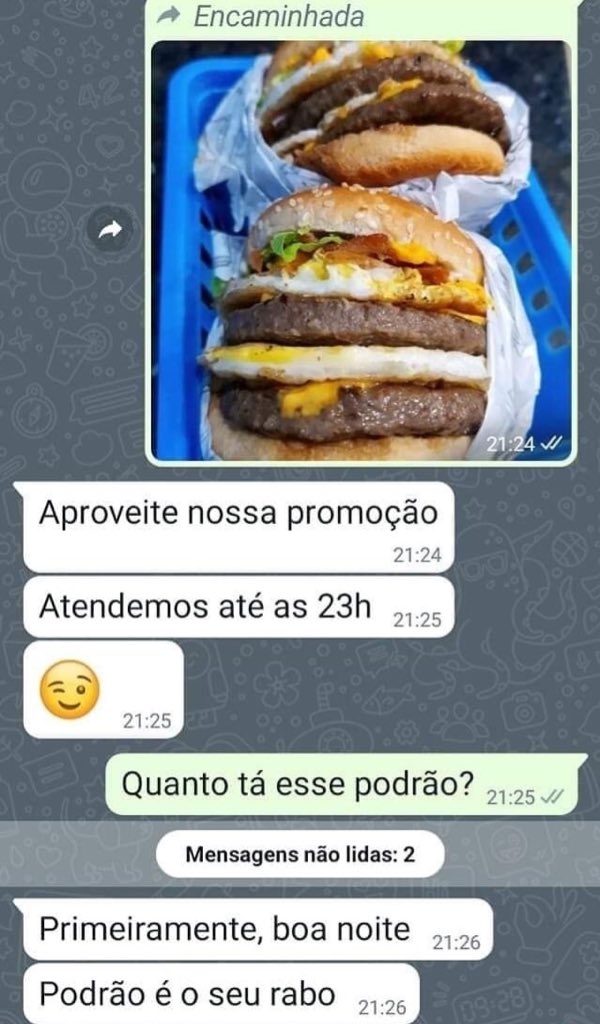 Encaminhada
21:24
Aproveite nossa promoção
21:24
Atendemos até as 23h
21:25
21:25
Quanto tá esse podrão?
21:25
Mensagens não lidas: 2
Primeiramente, boa noite
21:26
Podrão é o seu rabo
21:26